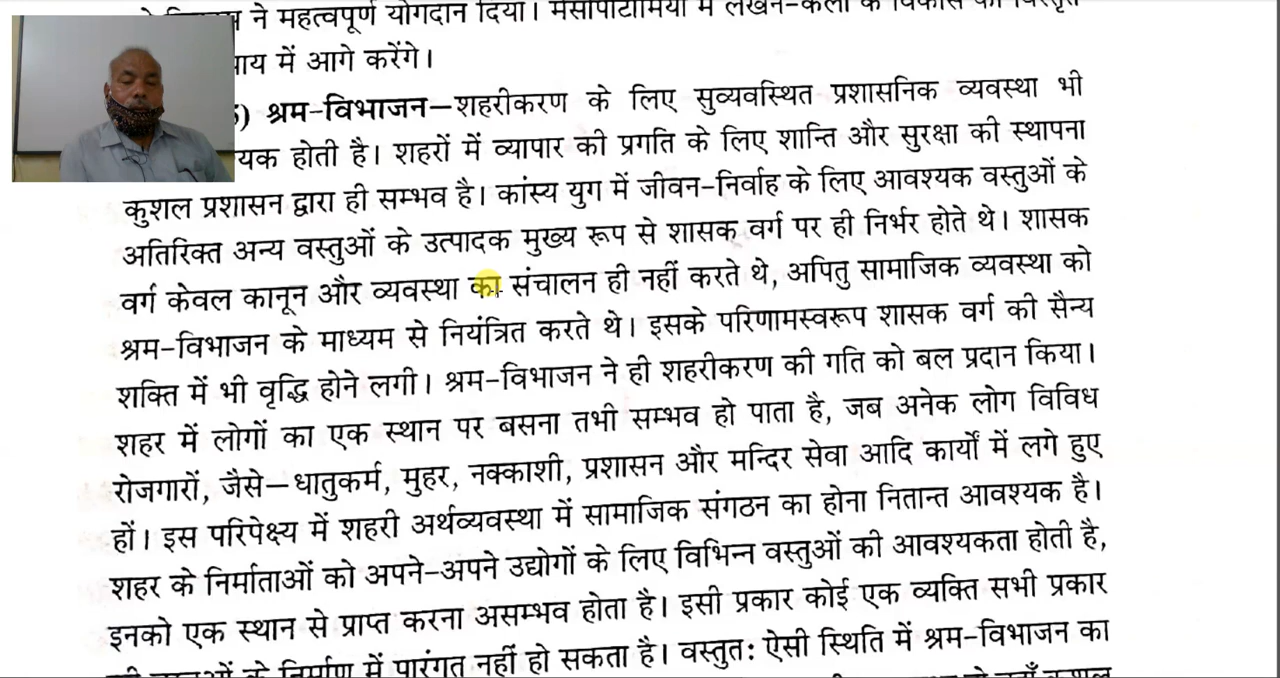 ने महत्वपूर्ण योगदान दिया। मेसोपोटामिया में लेखन-कला के विकास
में आगे करेंगे।
) श्रम-विभाजन—शहरीकरण के लिए सुव्यवस्थित प्रशासनिक व्यवस्था भी
यक होती है। शहरों में व्यापार की प्रगति के लिए शान्ति और सुरक्षा की स्थापना
कुशल प्रशासन द्वारा ही सम्भव है। कांस्य युग में जीवन-निर्वाह के लिए आवश्यक वस्तुओं के
अतिरिक्त अन्य वस्तुओं के उत्पादक मुख्य रूप से शासक वर्ग पर ही निर्भर होते थे। शासक
वर्ग केवल कानून और व्यवस्था का संचालन ही नहीं करते थे, अपितु सामाजिक व्यवस्था को
श्रम-विभाजन के माध्यम से नियंत्रित करते थे। इसके परिणामस्वरूप शासक वर्ग की सैन्य
शक्ति में भी वृद्धि होने लगी। श्रम-विभाजन ने ही शहरीकरण की गति को बल प्रदान किया।
शहर में लोगों का एक स्थान पर बसना तभी सम्भव हो पाता है, जब अनेक लोग विविध
रोजगारों, जैसे—धातुकर्म, मुहर, नक्काशी, प्रशासन और मन्दिर सेवा आदि कार्यों में लगे हुए
हों। इस परिपेक्ष्य में शहरी अर्थव्यवस्था में सामाजिक संगठन का होना नितान्त आवश्यक है।
शहर के निर्माताओं को अपने-अपने उद्योगों के लिए विभिन्न वस्तुओं की आवश्यकता होती है,
इनको एक स्थान से प्राप्त करना असम्भव होता है। इसी प्रकार कोई एक व्यक्ति सभी प्रकार
के निर्माण में पारंगत नहीं हो सकता है। वस्तुतः ऐसी स्थिति में श्रम-विभाजन का